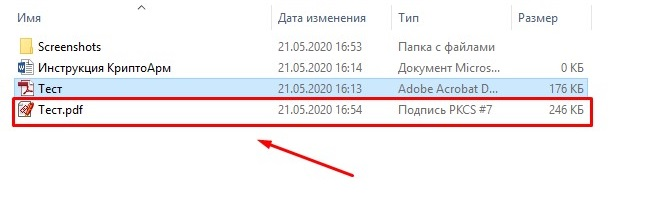 Имя Дата изменения Тип Размер
Screenshots 21.05.2020 16:53 Папка с файлами
Инструкция КриптоАрм 21.05.2020 16:14 Документ Micros... 0 КБ
Тест 21.05.2020 16:13 Adobe Acrobat D... 176 КБ
Тест.pdf 21.05.2020 16:54 Подпись PKCS #7 246 КБ